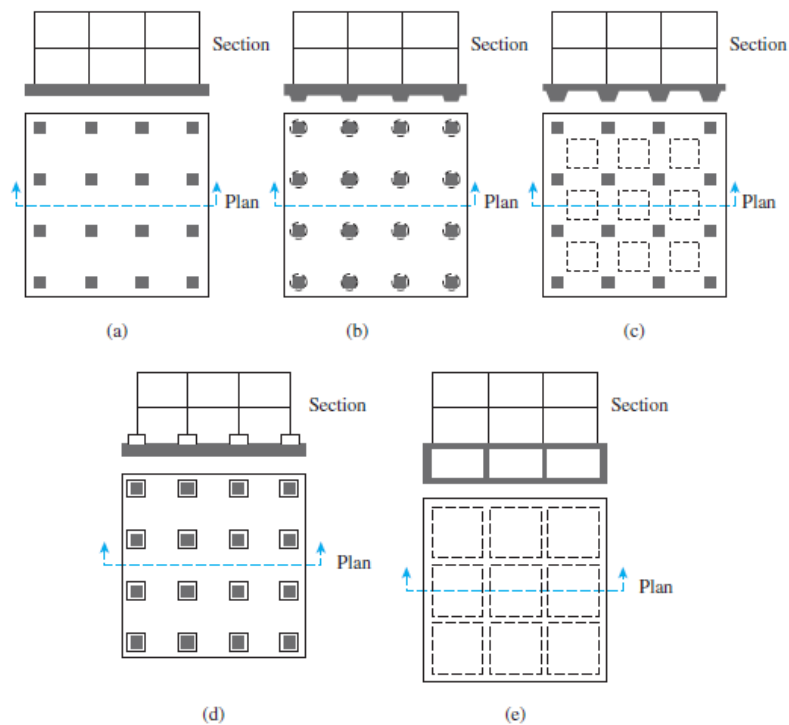 Section
Section
Section
Plan
Plan
Plan
(a)
(b)
(c)
Section
Section
Plan
Plan
(d)
(e)